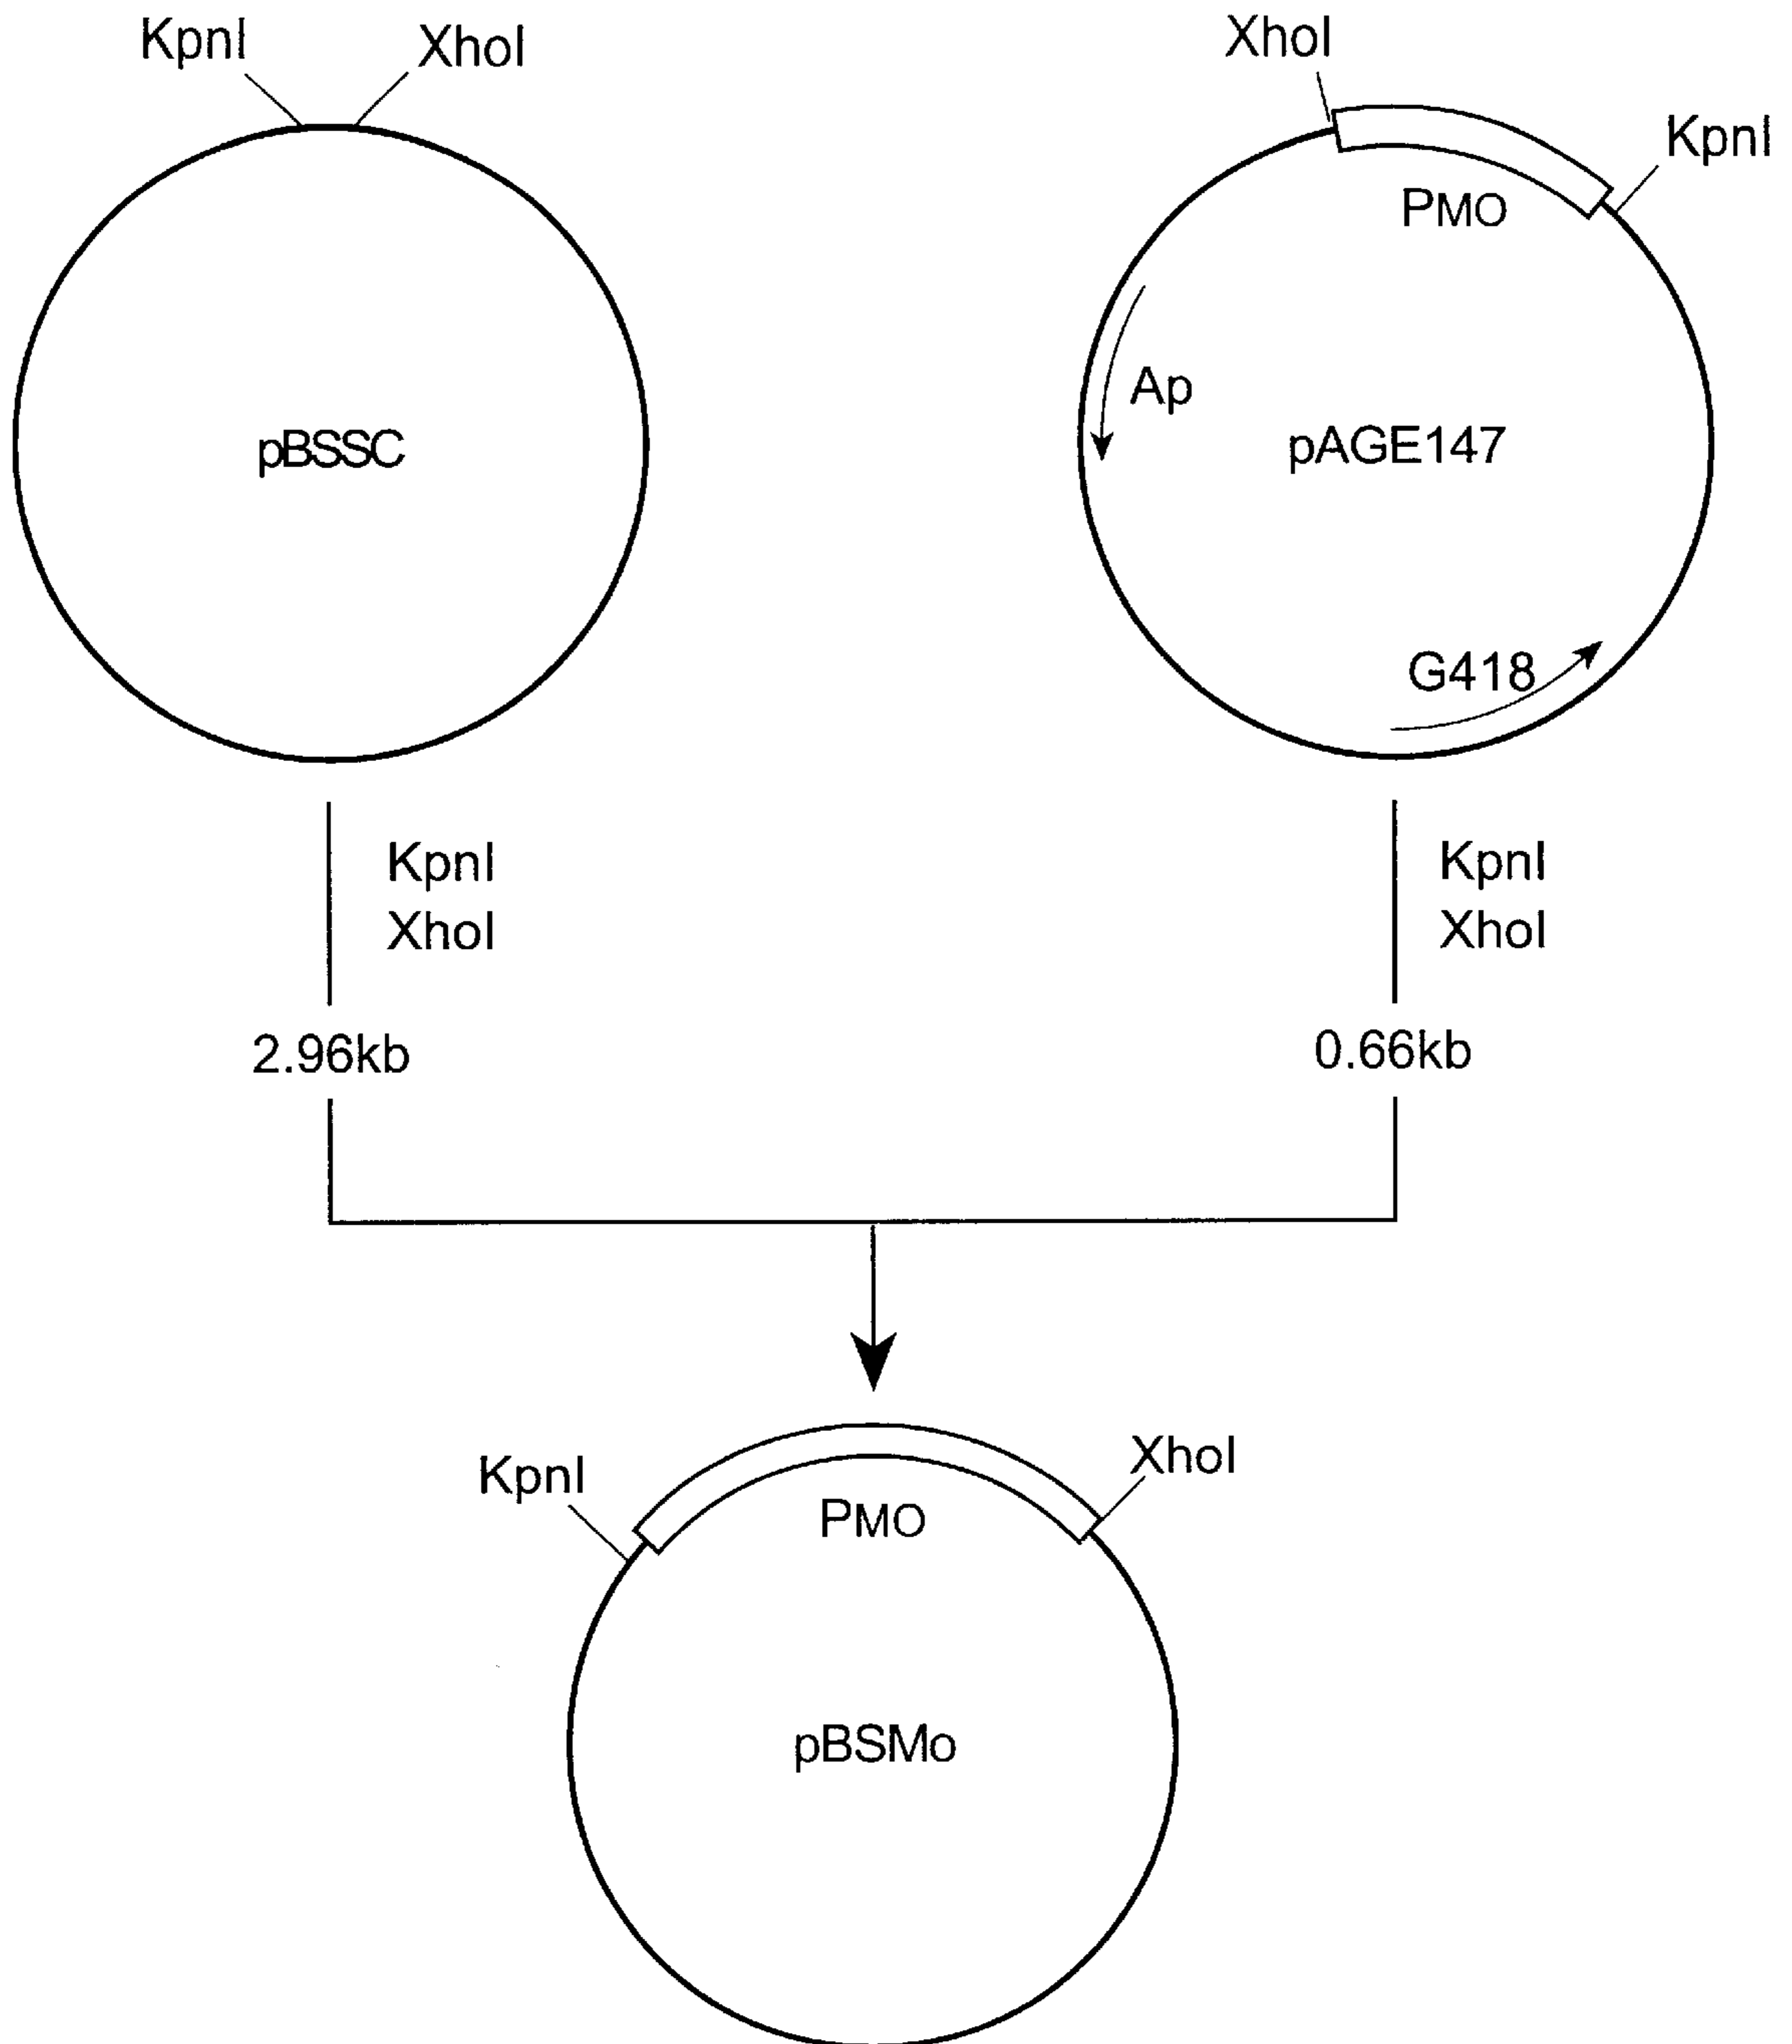 KpnI
XhoI
XhoI
KpnI
PMO
Ap
pBSSC
pAGE147
G418
KpnI
XhoI
KpnI
XhoI
2.96kb
0.66kb
KpnI
XhoI
PMO
pBSMo